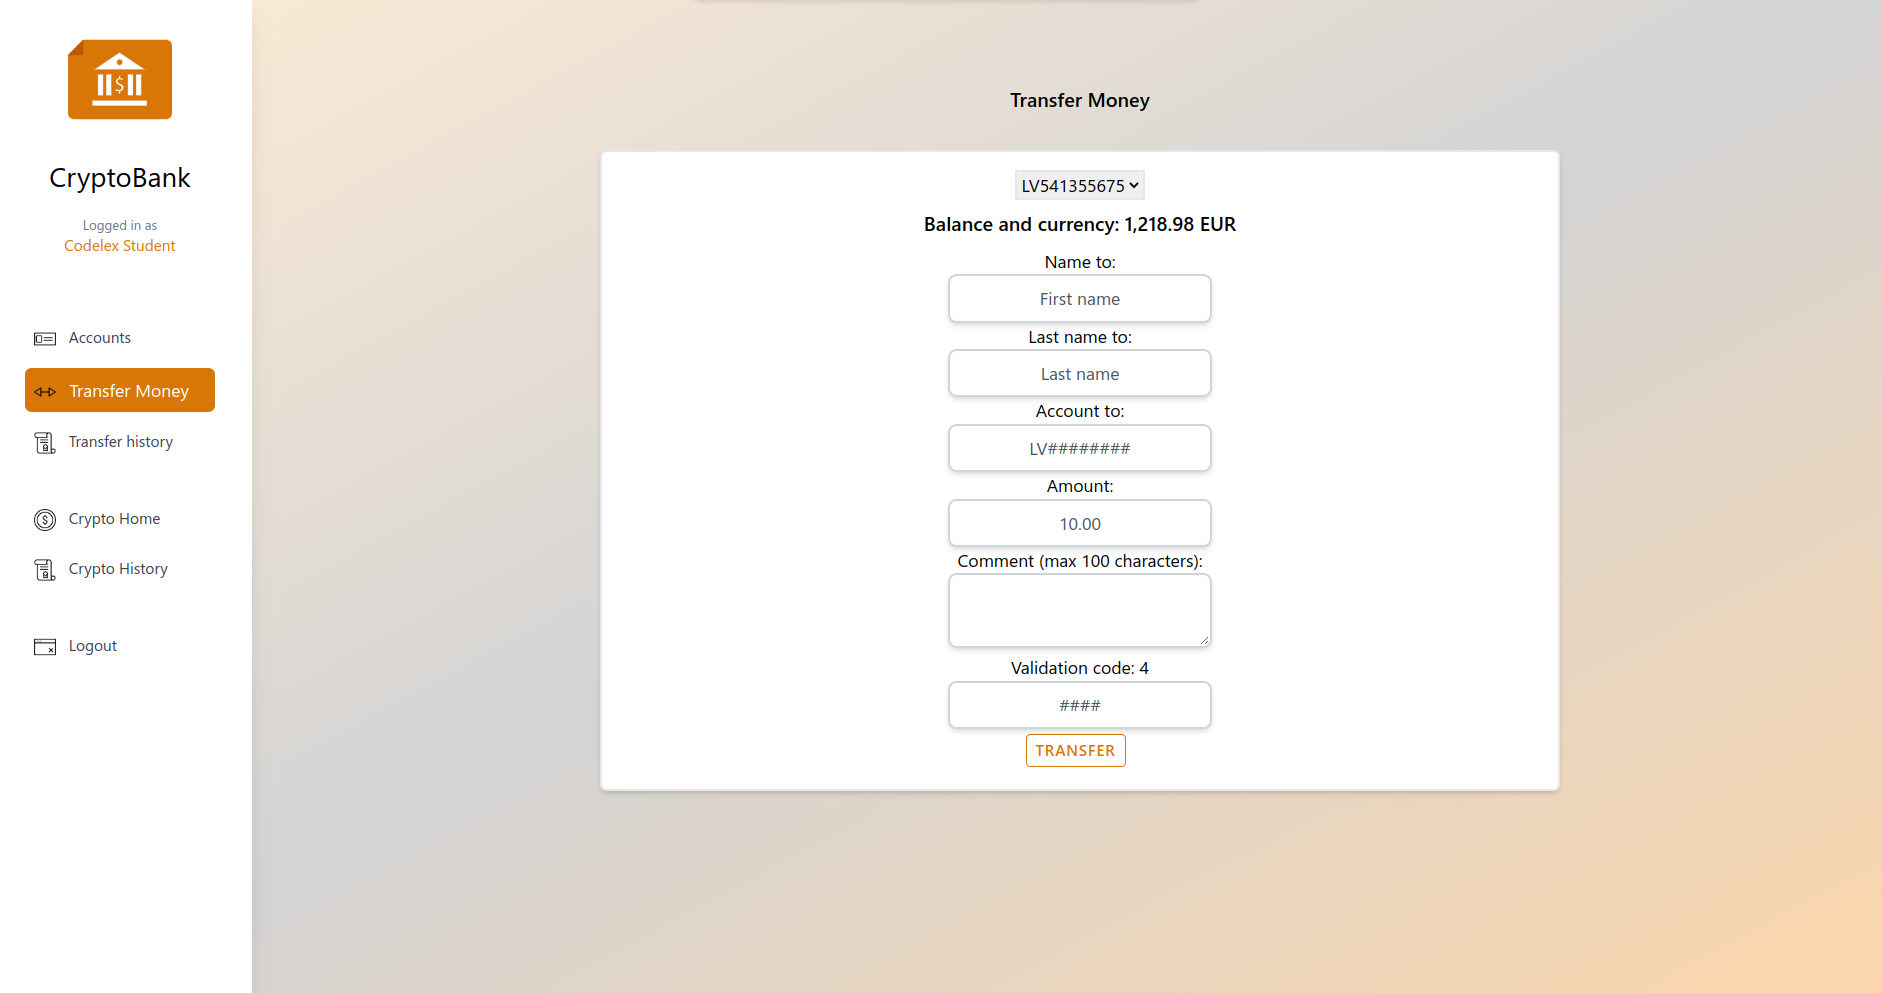 $
CryptoBank
Logged in as
Codelex Student
Accounts
Transfer Money
Transfer history
Crypto Home
Crypto History
Logout
Transfer Money
LV541355675
Balance and currency: 1,218.98 EUR
Name to:
First name
Last name to:
Last name
Account to:
LV########
Amount:
10.00
Comment (max 100 characters):
Validation code: 4
####
TRANSFER